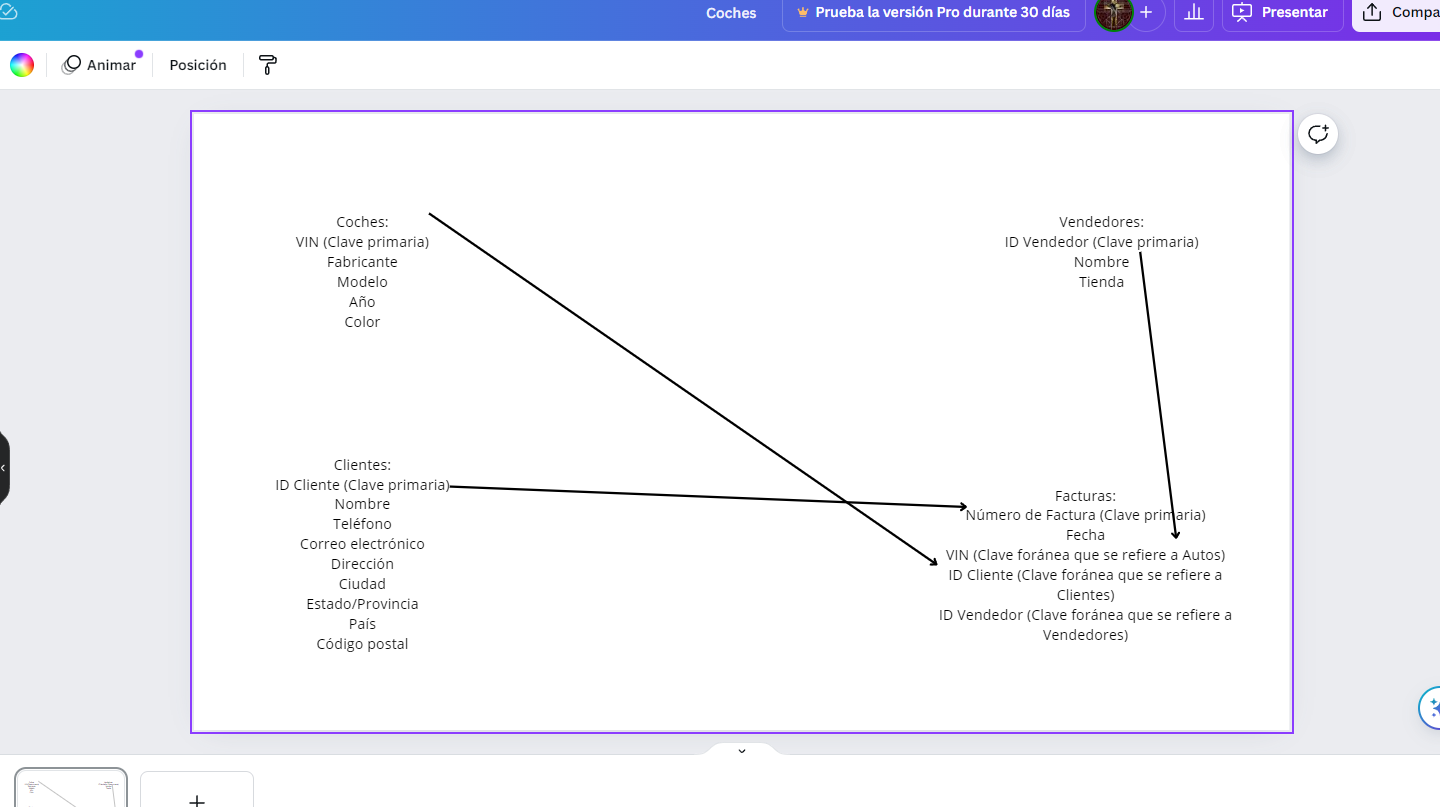 Coches
Prueba la versión Pro durante 30 días
Presentar
Animar
Posición
Coches:
VIN (Clave primaria)
Fabricante
Modelo
Año
Color
Vendedores:
ID Vendedor (Clave primaria)
Nombre
Tienda
Clientes:
ID Cliente (Clave primaria)
Nombre
Teléfono
Correo electrónico
Dirección
Ciudad
Estado/Provincia
País
Código postal
Facturas:
Número de Factura (Clave primaria)
Fecha
VIN (Clave foránea que se refiere a Autos)
ID Cliente (Clave foránea que se refiere a
Clientes)
ID Vendedor (Clave foránea que se refiere a
Vendedores)